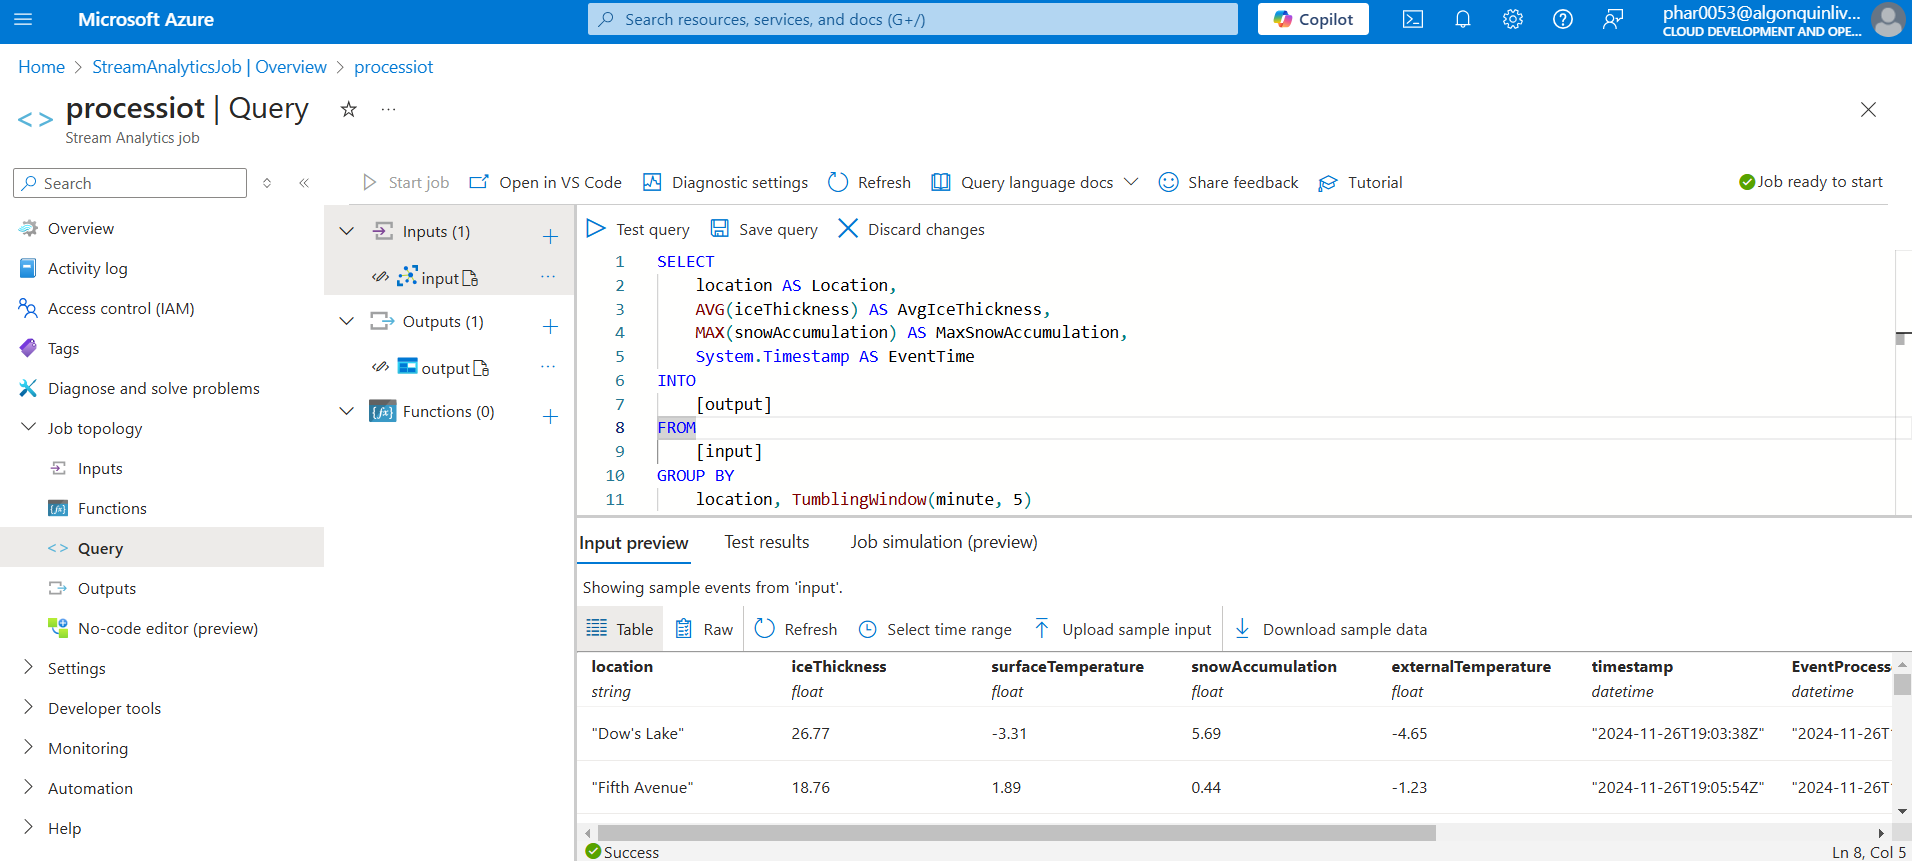 Microsoft Azure
Search resources, services, and docs (G+/)
Copilot
phar0053@algonquinliv...
CLOUD DEVELOPMENT AND OPE...
Home > StreamAnalyticsJob | Overview > processiot
processiot | Query
Stream Analytics job
Search
Start job
Open in VS Code
Diagnostic settings
Refresh
Query language docs
Share feedback
Tutorial
Job ready to start
Overview
Activity log
Access control (IAM)
Tags
Diagnose and solve problems
Job topology
Inputs
Functions
Query
Outputs
No-code editor (preview)
Settings
Developer tools
Monitoring
Automation
Help
Inputs (1)
input
Outputs (1)
output
Functions (0)
Test query
Save query
Discard changes
1 SELECT
2 location AS Location,
3 AVG(iceThickness) AS AvgIceThickness,
4 MAX(snowAccumulation) AS MaxSnowAccumulation,
5 System.Timestamp AS EventTime
6 INTO
7 [output]
8 FROM
9 [input]
10 GROUP BY
11 location, TumblingWindow(minute, 5)
Input preview Test results Job simulation (preview)
Showing sample events from 'input'.
Table Raw Refresh Select time range Upload sample input Download sample data
location iceThickness surfaceTemperature snowAccumulation externalTemperature timestamp EventProcess
string float float float float datetime datetime
"Dow's Lake" 26.77 -3.31 5.69 -4.65 "2024-11-26T19:03:38Z" "2024-11-26T
"Fifth Avenue" 18.76 1.89 0.44 -1.23 "2024-11-26T19:05:54Z" "2024-11-26T
Success
Ln 8, Col 5